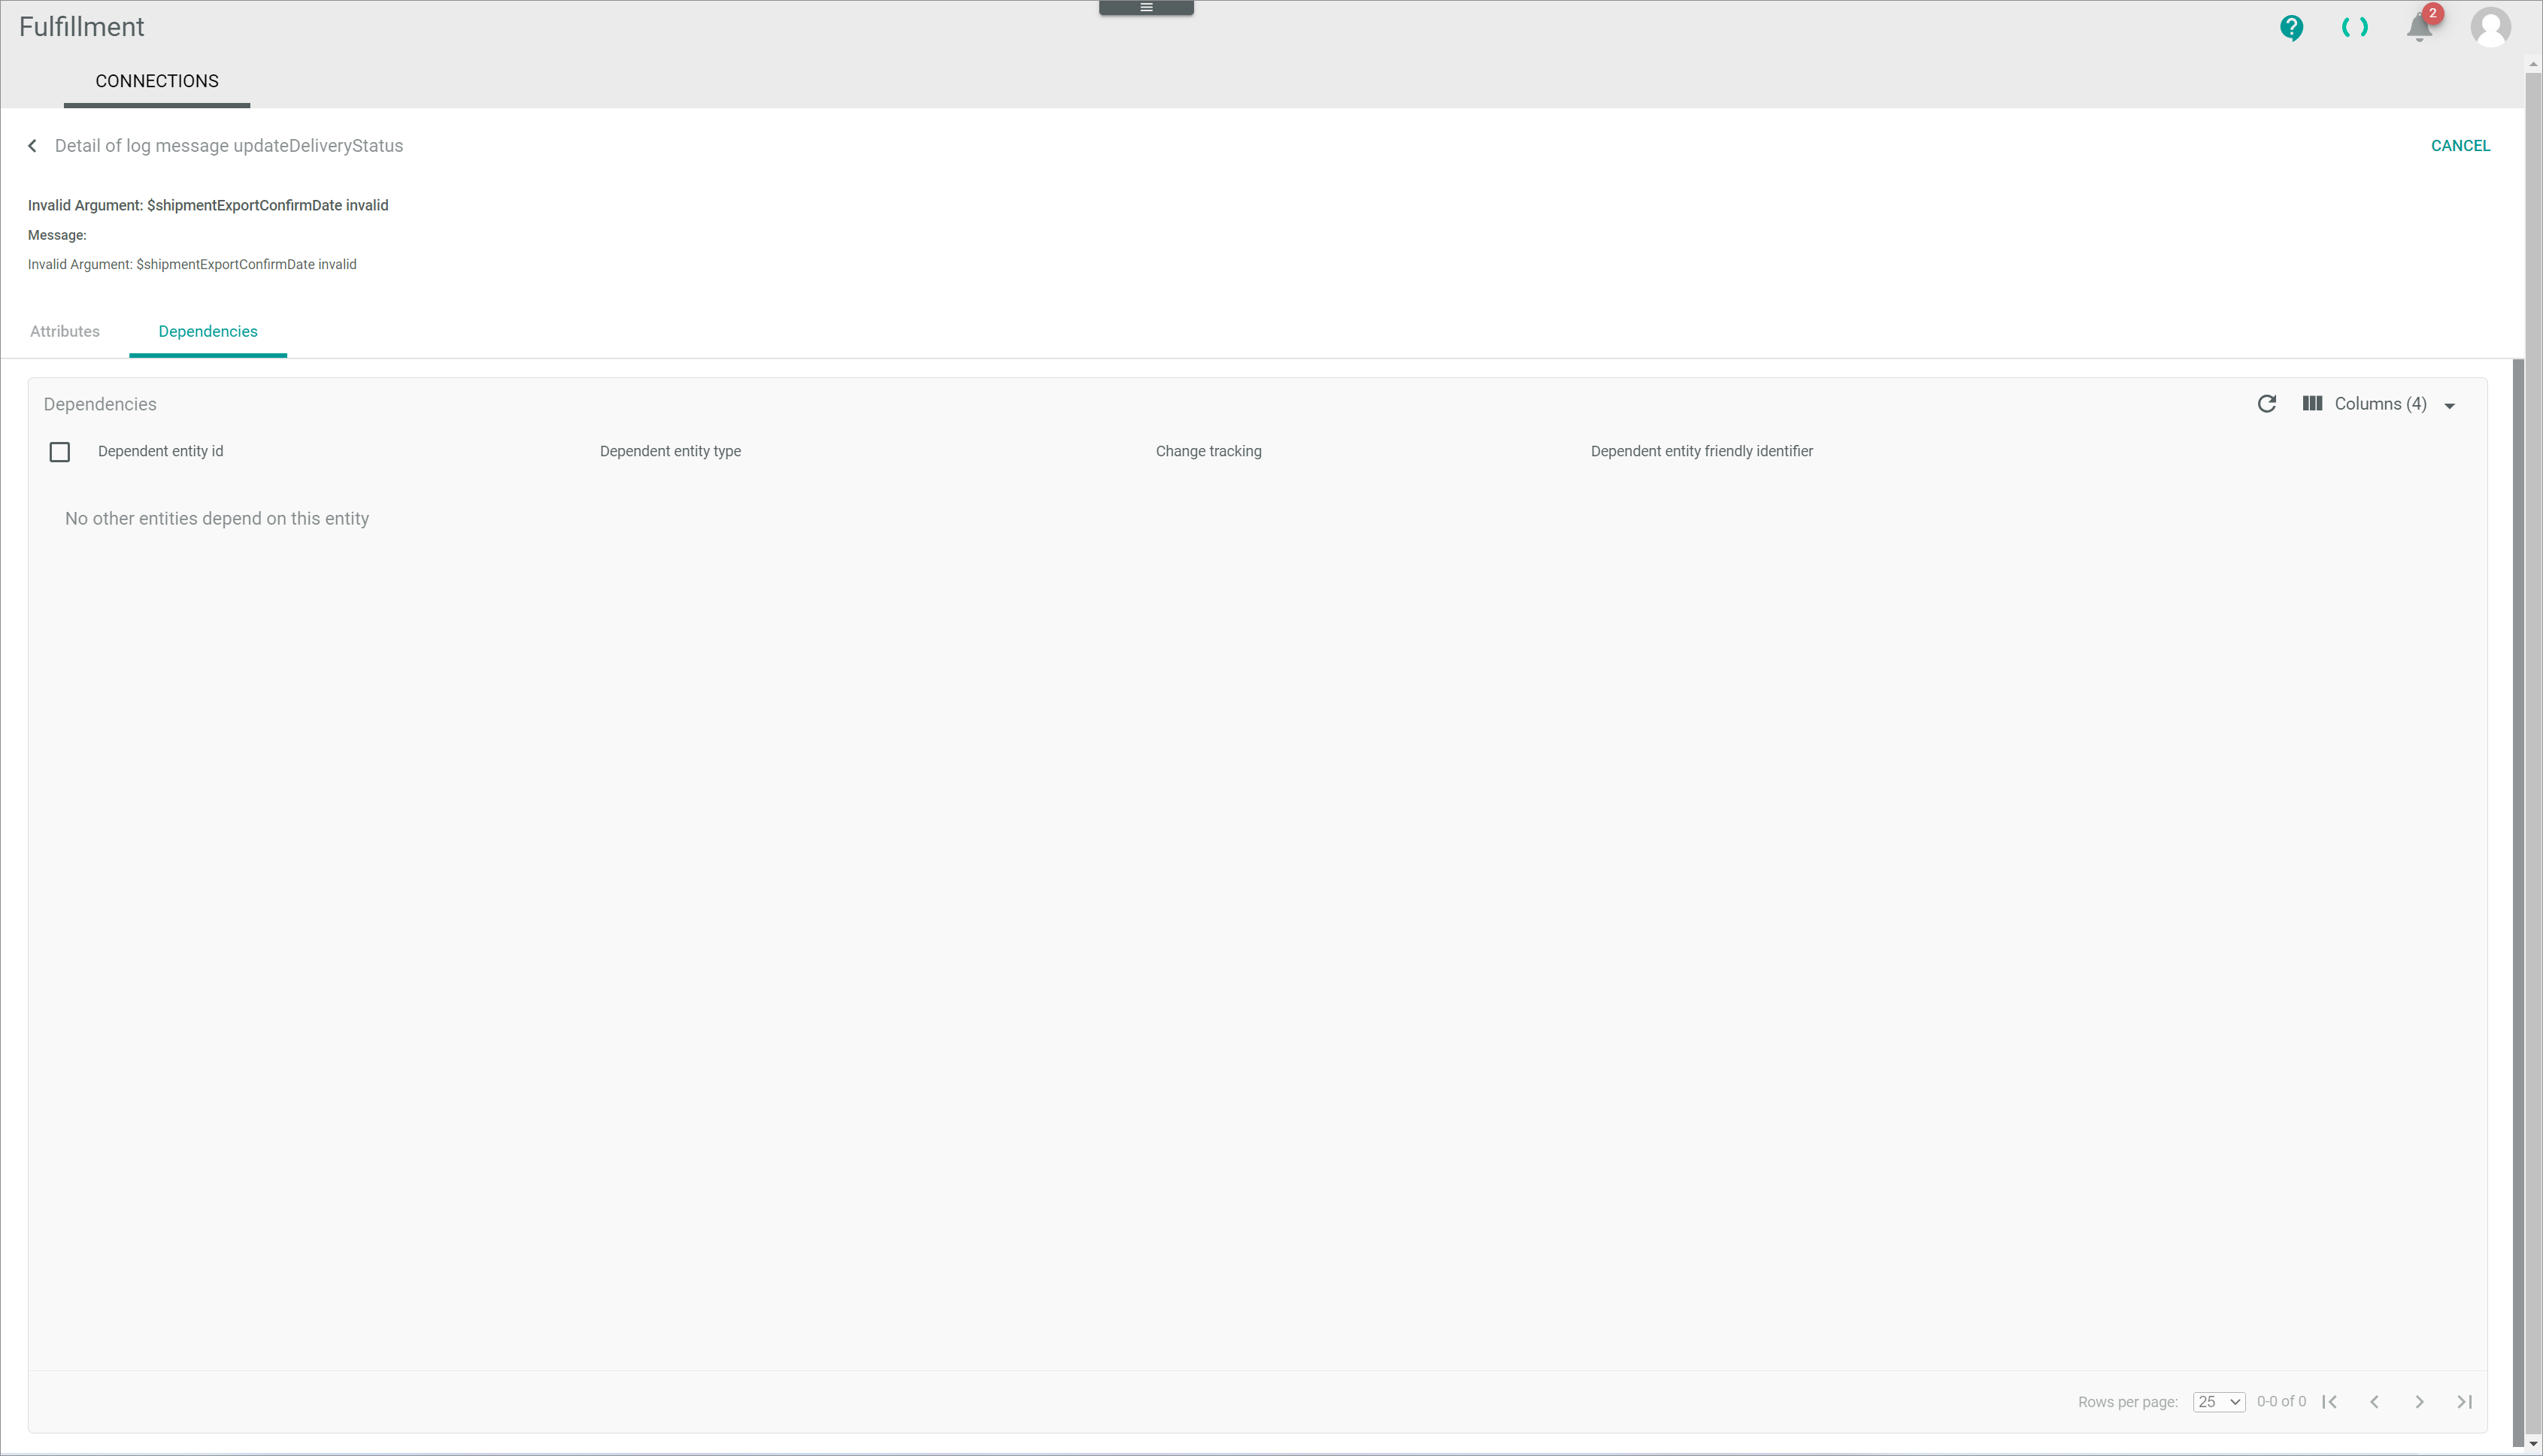 Fulfillment
2
CONNECTIONS
Detail of log message updateDeliveryStatus
CANCEL
Invalid Argument: $shipmentExportConfirmDate invalid
Message:
Invalid Argument: $shipmentExportConfirmDate invalid
Attributes
Dependencies
Dependencies
Columns (4)
Dependent entity id
Dependent entity type
Change tracking
Dependent entity friendly identifier
No other entities depend on this entity
Rows per page:
25
0-0 of 0